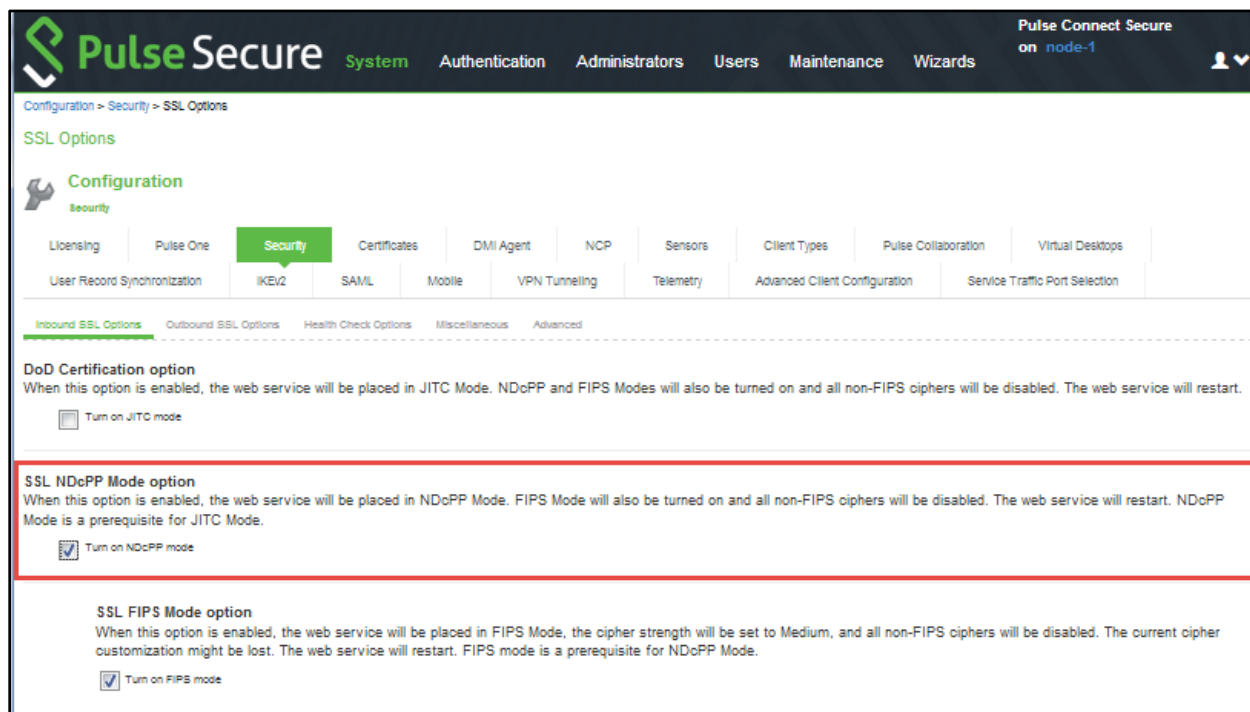 Pulse Secure
System Authentication Administrators Users Maintenance Wizards
Pulse Connect Secure
on node-1
Configuration > Security > SSL Options
SSL Options
Configuration
Security
Licensing Pulse One Security Certificates DMI Agent NCP Sensors Client Types Pulse Collaboration Virtual Desktops
User Record Synchronization IKEv2 SAML Mobile VPN Tunneling Telemetry Advanced Client Configuration Service Traffic Port Selection
Inbound SSL Options Outbound SSL Options Health Check Options Miscellaneous Advanced
DoD Certification option
When this option is enabled, the web service will be placed in JITC Mode. NDcPP and FIPS Modes will also be turned on and all non-FIPS ciphers will be disabled. The web service will restart.
Turn on JITC mode
SSL NDcPP Mode option
When this option is enabled, the web service will be placed in NDcPP Mode. FIPS Mode will also be turned on and all non-FIPS ciphers will be disabled. The web service will restart. NDcPP
Mode is a prerequisite for JITC Mode.
Turn on NDcPP mode
SSL FIPS Mode option
When this option is enabled, the web service will be placed in FIPS Mode, the cipher strength will be set to Medium, and all non-FIPS ciphers will be disabled. The current cipher
customization might be lost. The web service will restart. FIPS mode is a prerequisite for NDcPP Mode.
Turn on FIPS mode